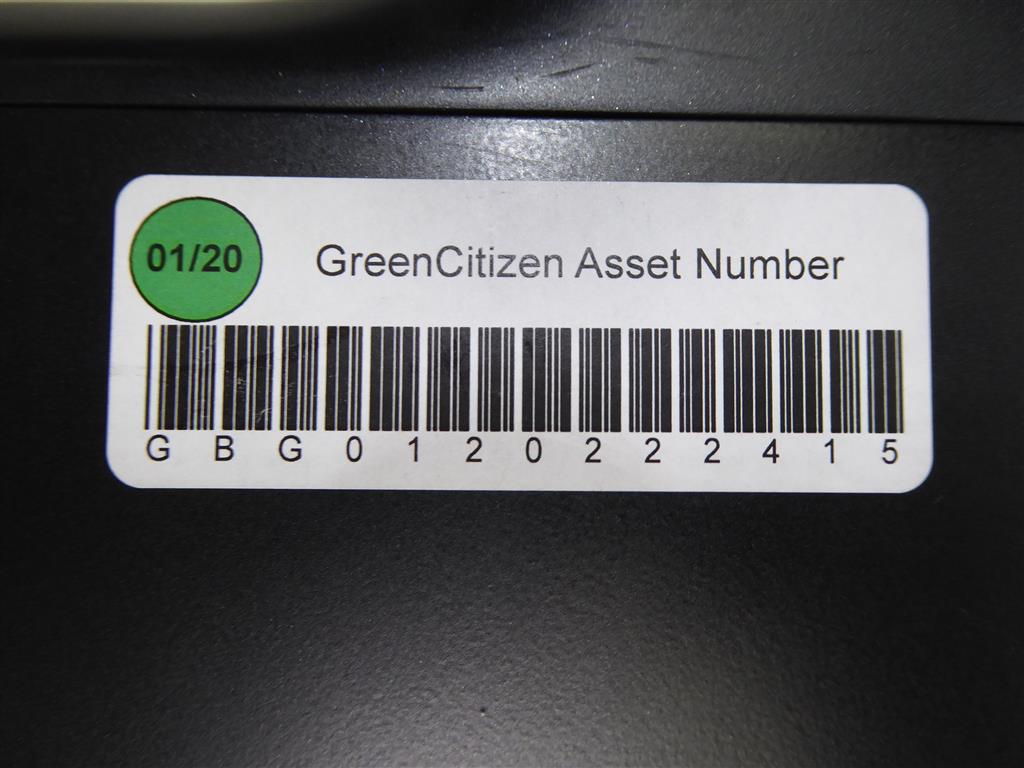 01/20
GreenCitizen Asset Number
G B G 0 1 2 0 2 2 2 4 1 5